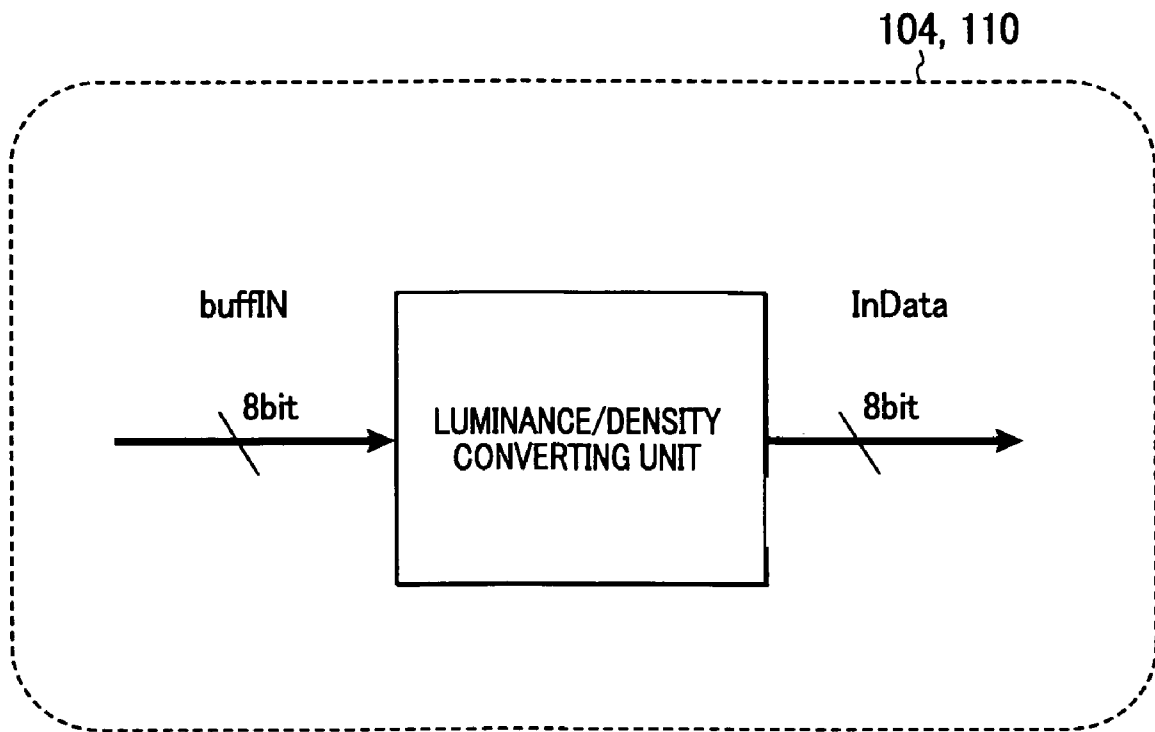 104, 110
buffIN
InData
8bit
8bit
LUMINANCE/DENSITY
CONVERTING UNIT